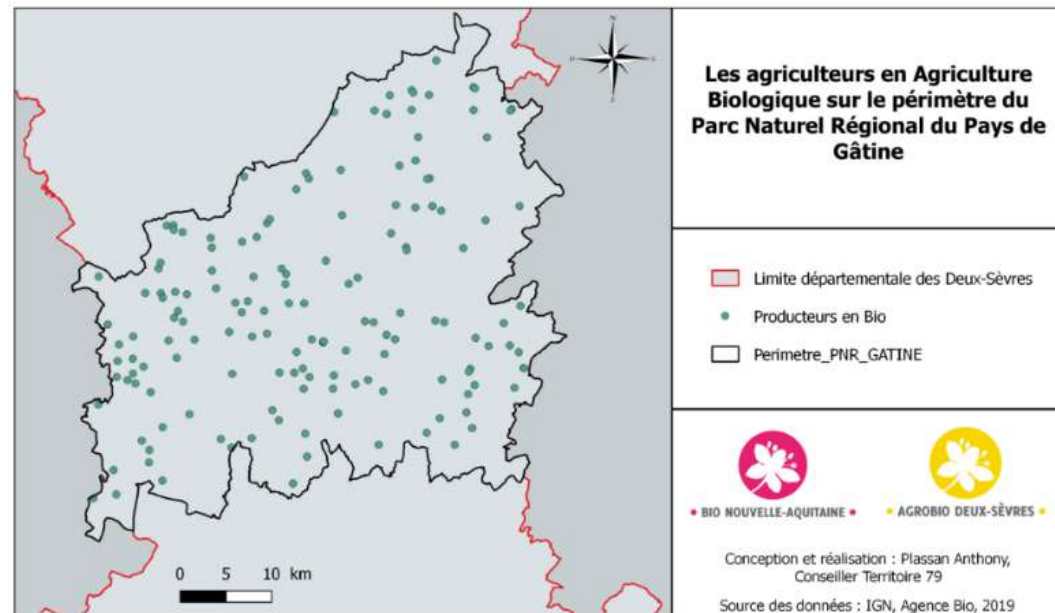 Les agriculteurs en Agriculture
Biologique sur le périmètre du
Parc Naturel Régional du Pays de
Gâtine
Limite départementale des Deux-Sèvres
Producteurs en Bio
Perimetre_PNR_GATINE
• BIO NOUVELLE-AQUITAINE •
• AGROBIO DEUX-SÈVRES •
Conception et réalisation : Plassan Anthony,
Conseiller Territoire 79
Source des données : IGN, Agence Bio, 2019
0 5 10 km